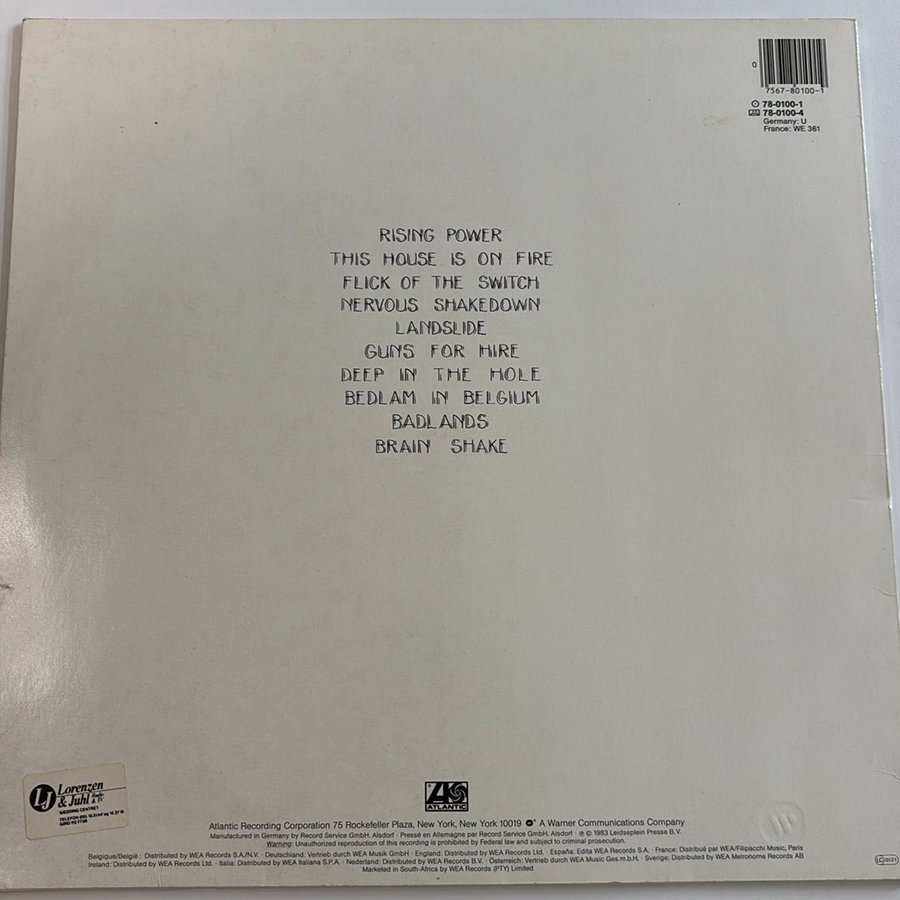 0
7567-80100-1
78-0100-1
78-0100-4
Germany: U
France: WE 361
RISING POWER
THIS HOUSE IS ON FIRE
FLICK OF THE SWITCH
NERVOUS SHAKEDOWN
LANDSLIDE
GUNS FOR HIRE
DEEP IN THE HOLE
BEDLAM IN BELGIUM
BADLANDS
BRAIN SHAKE
LJ Lorenzen
& Juhl Radio & TV
SÆDDING CENTRET
ATLANTIC
Atlantic Recording Corporation 75 Rockefeller Plaza, New York, New York 10019 A Warner Communications Company
Manufactured in Germany by Record Service GmbH, Alsdorf · Pressé en Allemagne par Record Service GmbH, Alsdorf · ℗ © 1983 Leidseplein Presse B.V.
Warning: Unauthorized reproduction of this recording is prohibited by Federal law and subject to criminal prosecution.
Belgique/België: Distributed by WEA Records S.A./N.V. · Deutschland: Vertrieb durch WEA Musik GmbH · England: Distributed by WEA Records Ltd. · España: Edita WEA Records S.A. · France: Distribué par WEA/Filipacchi Music, Paris
Ireland: Distributed by WEA Records Ltd. · Italia: Distributed by WEA Italiana S.P.A. · Nederland: Distributed by WEA Records B.V. · Österreich: Vertrieb durch WEA Music Ges.m.b.H. · Sverige: Distributed by WEA Metronome Records AB
Marketed in South-Africa by WEA Records (PTY) Limited